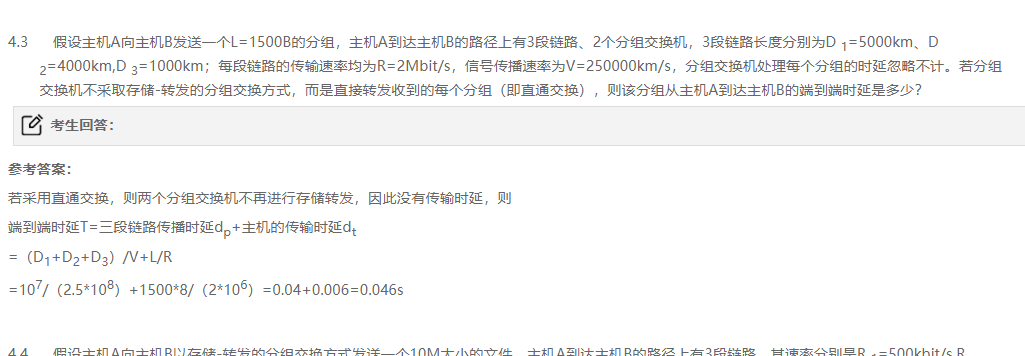 4.3 假设主机A向主机B发送一个L=1500B的分组，主机A到达主机B的路径上有3段链路、2个分组交换机，3段链路长度分别为D 1=5000km、D
2=4000km,D 3=1000km；每段链路的传输速率均为R=2Mbit/s，信号传播速率为V=250000km/s，分组交换机处理每个分组的时延忽略不计。若分组
交换机不采取存储-转发的分组交换方式，而是直接转发收到的每个分组（即直通交换），则该分组从主机A到达主机B的端到端时延是多少?
考生回答：
参考答案：
若采用直通交换，则两个分组交换机不再进行存储转发，因此没有传输时延，则
端到端时延T=三段链路传播时延dp+主机的传输时延dt
=（D1+D2+D3）/V+L/R
=10^7/（2.5*10^8）+1500*8/（2*10^6）=0.04+0.006=0.046s
4.4 假设主机A向主机B以存储-转发的分组交换方式发送一个10M大小的文件，主机A到达主机B的路径上有3段链路，其速率分别是R 1=500kbit/s,R